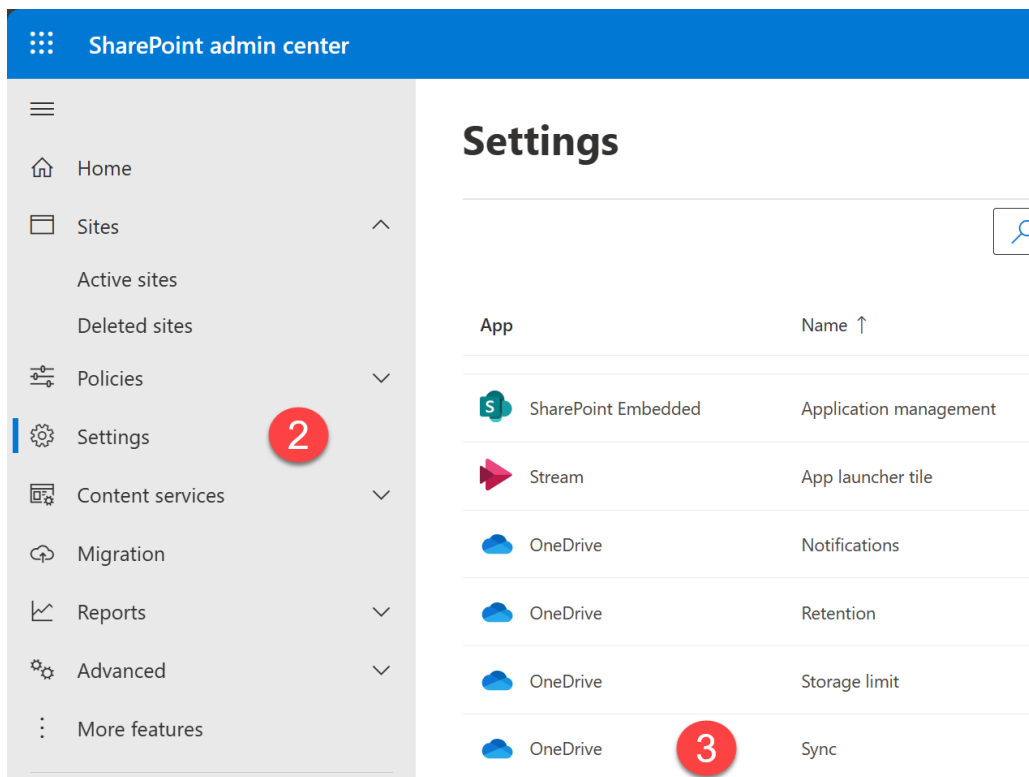 SharePoint admin center
Home
Sites
Active sites
Deleted sites
Policies
Settings 2
Content services
Migration
Reports
Advanced
More features
Settings
App Name ↑
SharePoint Embedded Application management
Stream App launcher tile
OneDrive Notifications
OneDrive Retention
OneDrive Storage limit
OneDrive 3 Sync